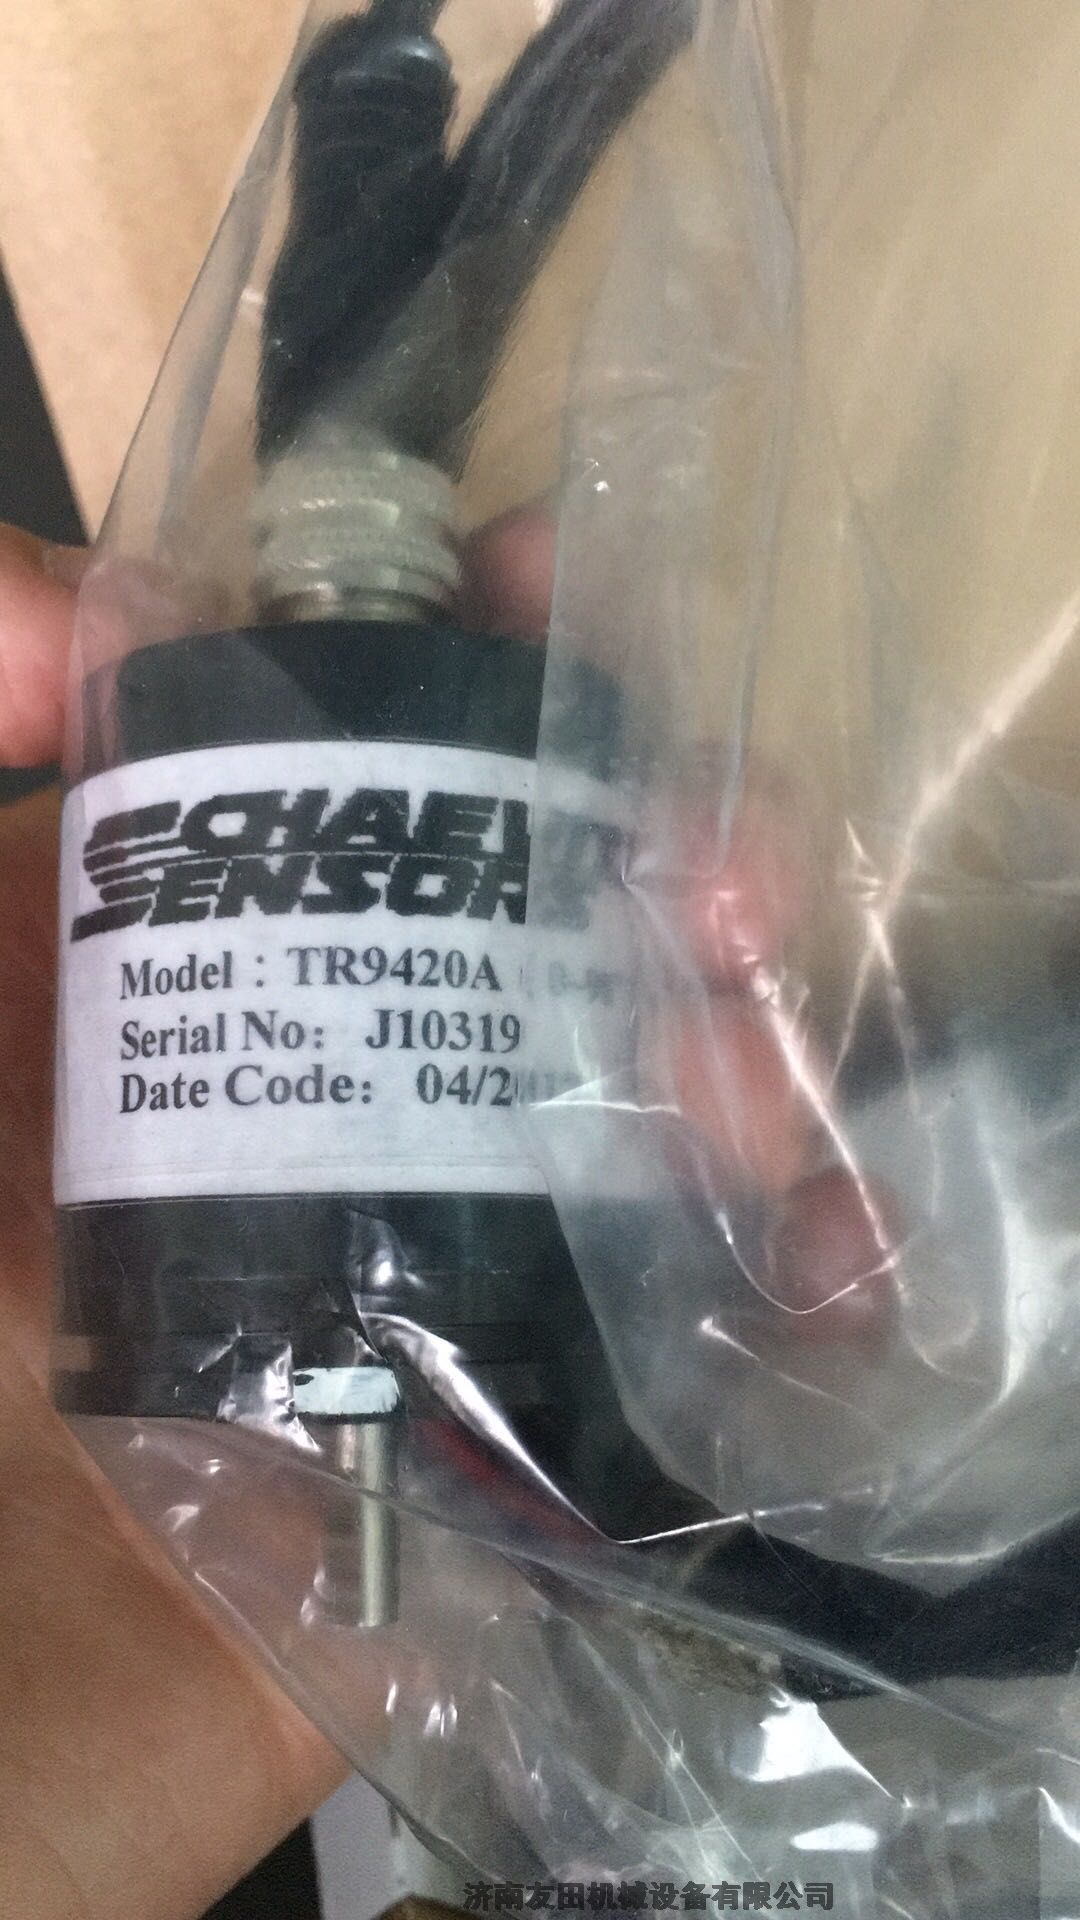 SCHAEV
SENSOR
Model : TR9420A
Serial No: J10319
Date Code: 04/2
济南友田机械设备有限公司